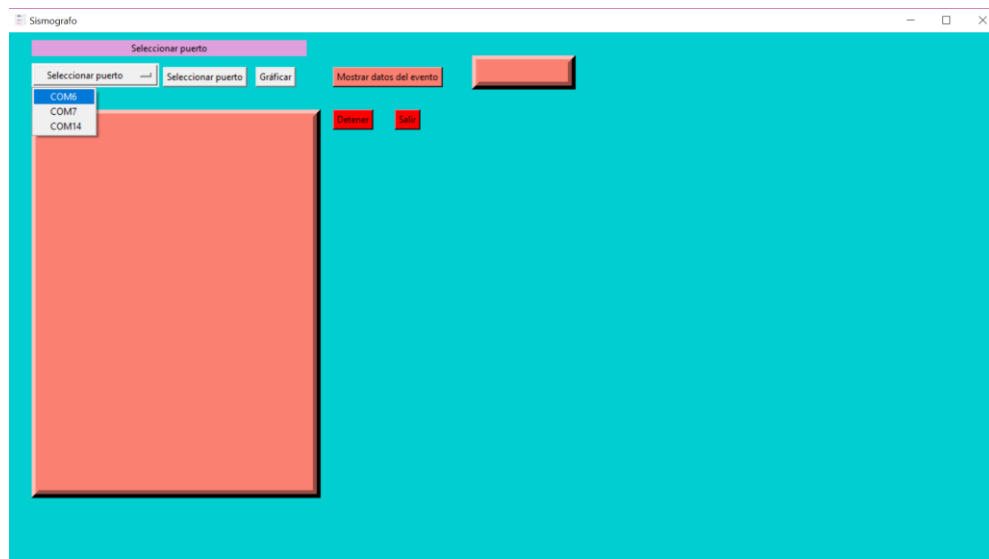 Sismografo
Seleccionar puerto
Seleccionar puerto Seleccionar puerto Gráficar Mostrar datos del evento
COM6
COM7
COM14
Detener Salir